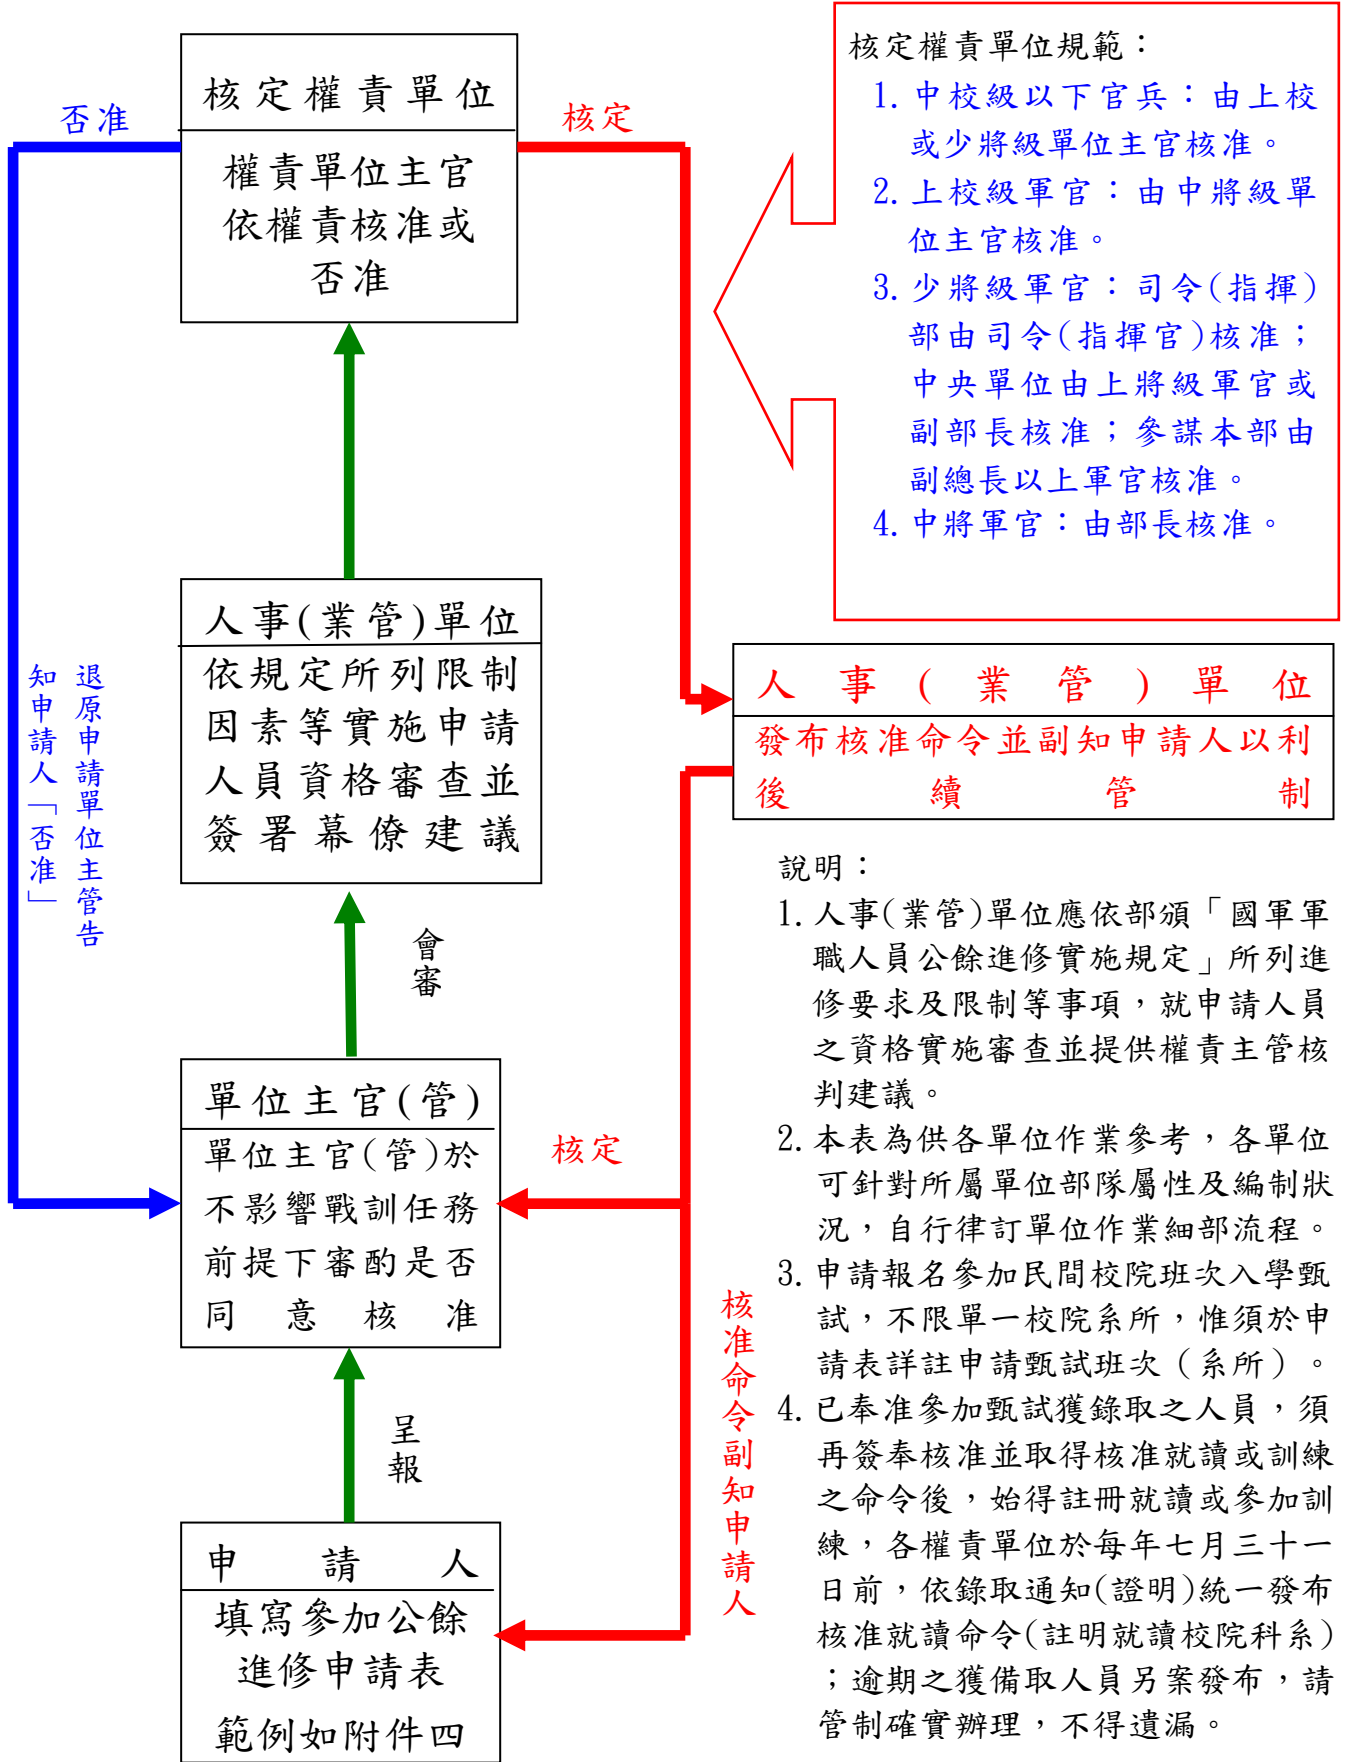 核定權責單位
權責單位主官
依權責核准或
否准
否准
核定
核定權責單位規範：
1. 中校級以下官兵：由上校
或少將級單位主官核准。
2. 上校級軍官：由中將級單
位主官核准。
3. 少將級軍官：司令(指揮)
部由司令(指揮官)核准；
中央單位由上將級軍官或
副部長核准；參謀本部由
副總長以上軍官核准。
4. 中將軍官：由部長核准。
人事(業管)單位
依規定所列限制
因素等實施申請
人員資格審查並
簽署幕僚建議
退原申請單位主管告
知申請人「否准」
人事(業管)單位
發布核准命令並副知申請人以利
後續管制
會審
單位主官(管)
單位主官(管)於
不影響戰訓任務
前提下審酌是否
同意核准
核定
核准命令副知申請人
呈報
申請人
填寫參加公餘
進修申請表
範例如附件四
說明：
1. 人事(業管)單位應依部頒「國軍軍
職人員公餘進修實施規定」所列進
修要求及限制等事項，就申請人員
之資格實施審查並提供權責主管核
判建議。
2. 本表為供各單位作業參考，各單位
可針對所屬單位部隊屬性及編制狀
況，自行律訂單位作業細部流程。
3. 申請報名參加民間校院班次入學甄
試，不限單一校院系所，惟須於申
請表詳註申請甄試班次（系所）。
4. 已奉准參加甄試獲錄取之人員，須
再簽奉核准並取得核准就讀或訓練
之命令後，始得註冊就讀或參加訓
練，各權責單位於每年七月三十一
日前，依錄取通知(證明)統一發布
核准就讀命令(註明就讀校院科系)
；逾期之獲備取人員另案發布，請
管制確實辦理，不得遺漏。